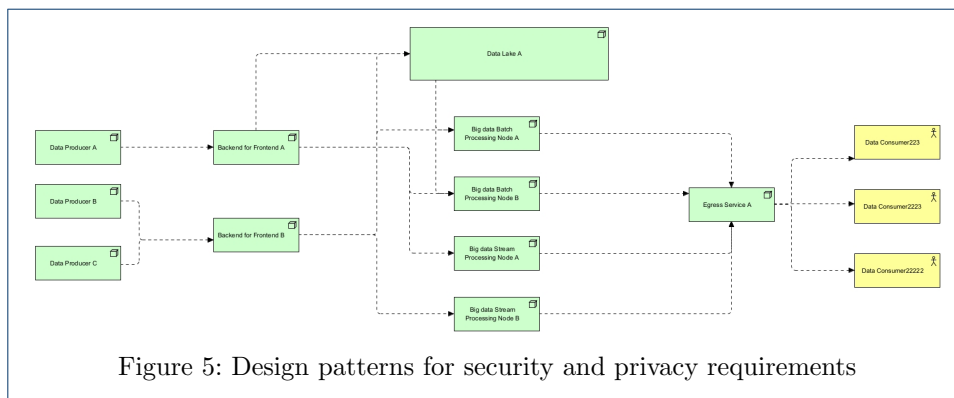 Data Lake A
Data Producer A
Backend for Frontend A
Big data Batch
Processing Node A
Data Consumer223
Data Producer B
Big data Batch
Processing Node B
Egress Service A
Data Consumer2223
Backend for Frontend B
Data Producer C
Big data Stream
Processing Node A
Data Consumer22222
Big data Stream
Processing Node B
Figure 5: Design patterns for security and privacy requirements